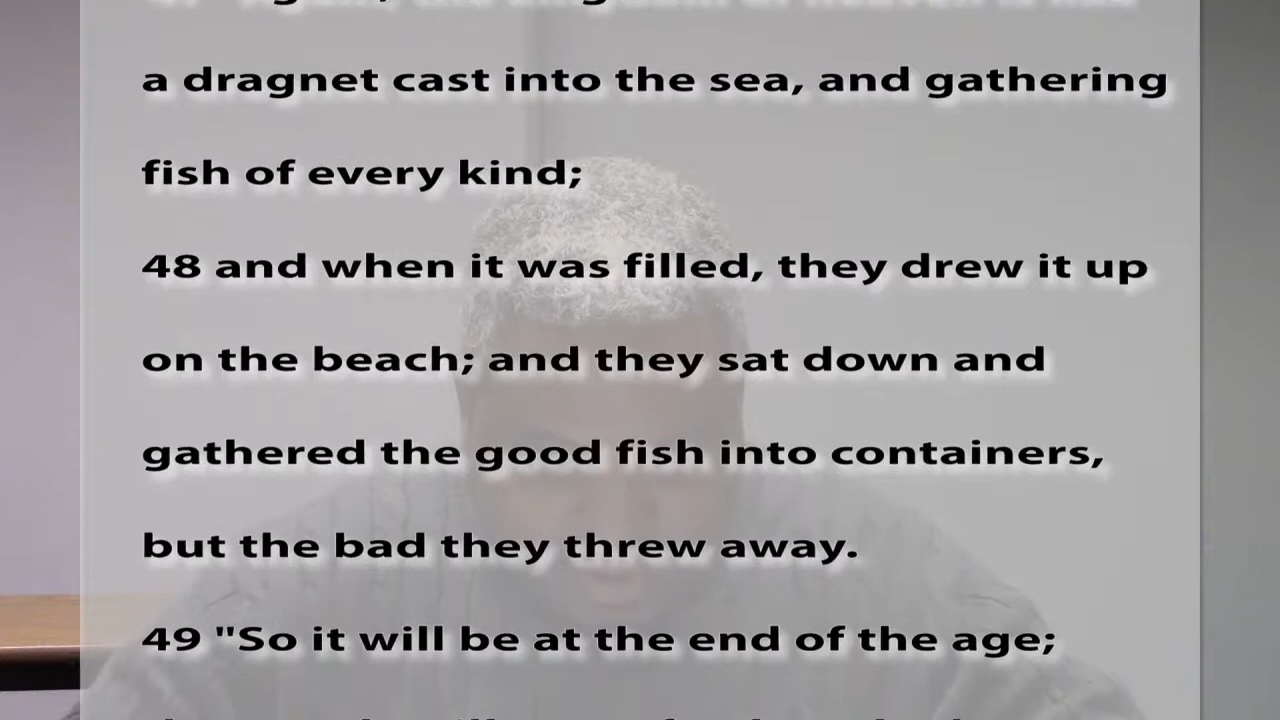 a dragnet cast into the sea, and gathering
fish of every kind;
48 and when it was filled, they drew it up
on the beach; and they sat down and
gathered the good fish into containers,
but the bad they threw away.
49 "So it will be at the end of the age;